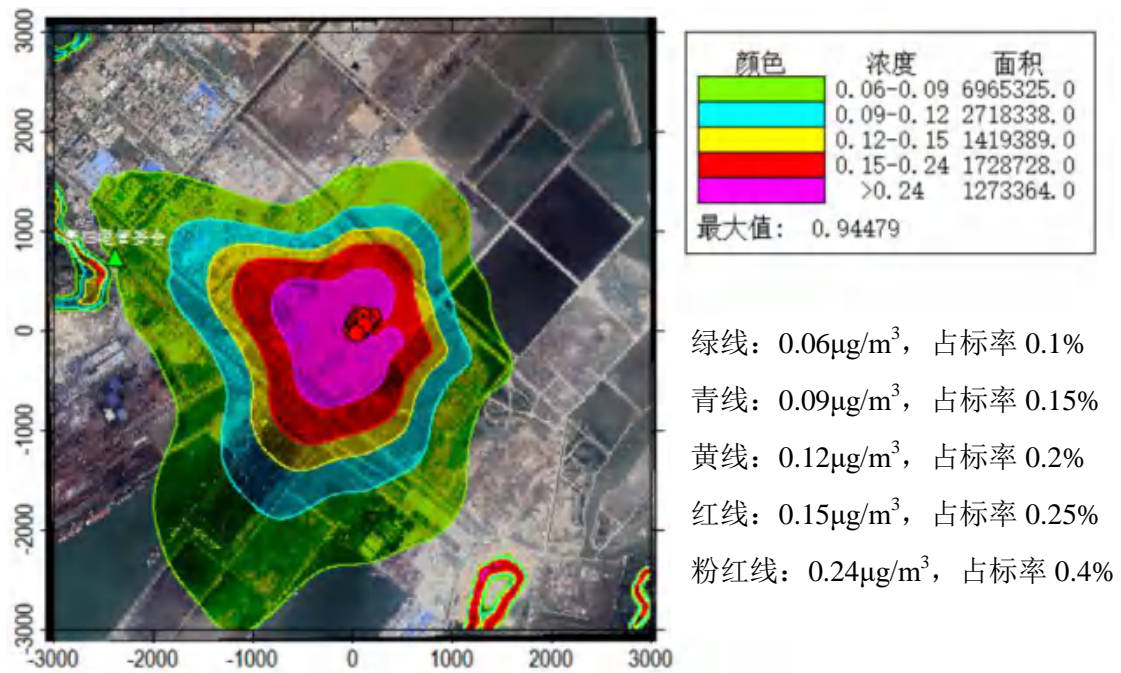 3000
2000
1000
0
-1000
-2000
-3000
-3000 -2000 -1000 0 1000 2000 3000
颜色 浓度 面积
0.06-0.09 6965325.0
0.09-0.12 2718338.0
0.12-0.15 1419389.0
0.15-0.24 1728728.0
>0.24 1273364.0
最大值: 0.94479
绿线：0.06μg/m³，占标率 0.1%
青线：0.09μg/m³，占标率 0.15%
黄线：0.12μg/m³，占标率 0.2%
红线：0.15μg/m³，占标率 0.25%
粉红线：0.24μg/m³，占标率 0.4%